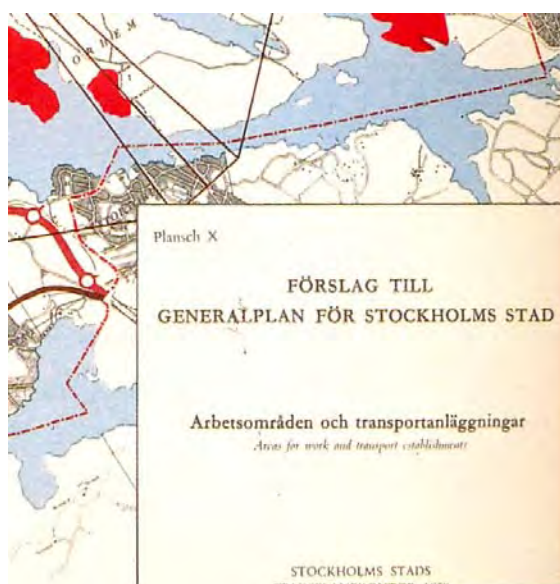 Plansch X
FÖRSLAG TILL
GENERALPLAN FÖR STOCKHOLMS STAD
Arbetsområden och transportanläggningar
Areas for work and transport establishments
STOCKHOLMS STADS